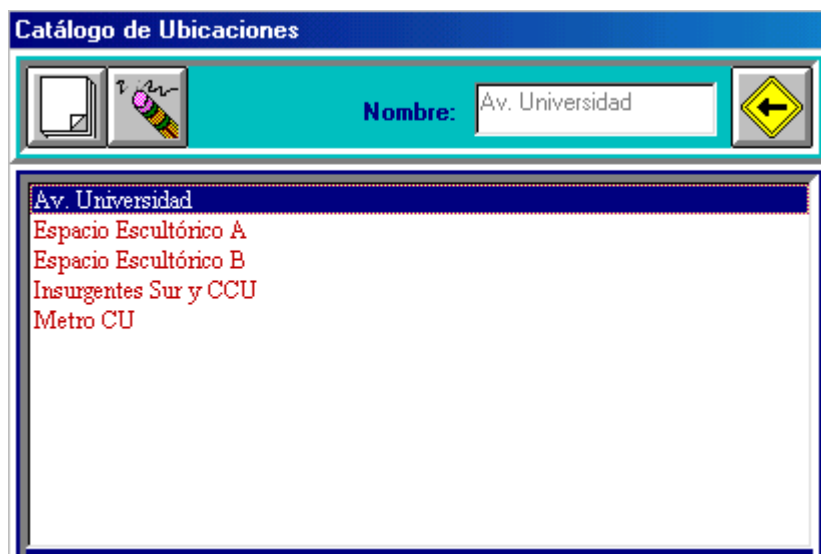 Catálogo de Ubicaciones
Nombre: Av. Universidad
Av. Universidad
Espacio Escultórico A
Espacio Escultórico B
Insurgentes Sur y CCU
Metro CU